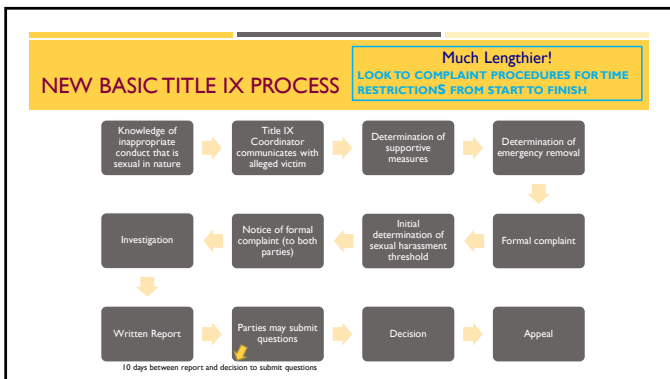 NEW BASIC TITLE IX PROCESS
Much Lengthier!
LOOK TO COMPLAINT PROCEDURES FOR TIME
RESTRICTIONS FROM START TO FINISH
Knowledge of
inappropriate
conduct that is
sexual in nature
Title IX
Coordinator
communicates with
alleged victim
Determination of
supportive
measures
Determination of
emergency removal
Formal complaint
Initial
determination of
sexual harassment
threshold
Notice of formal
complaint (to both
parties)
Investigation
Written Report
Parties may submit
questions
Decision
Appeal
10 days between report and decision to submit questions